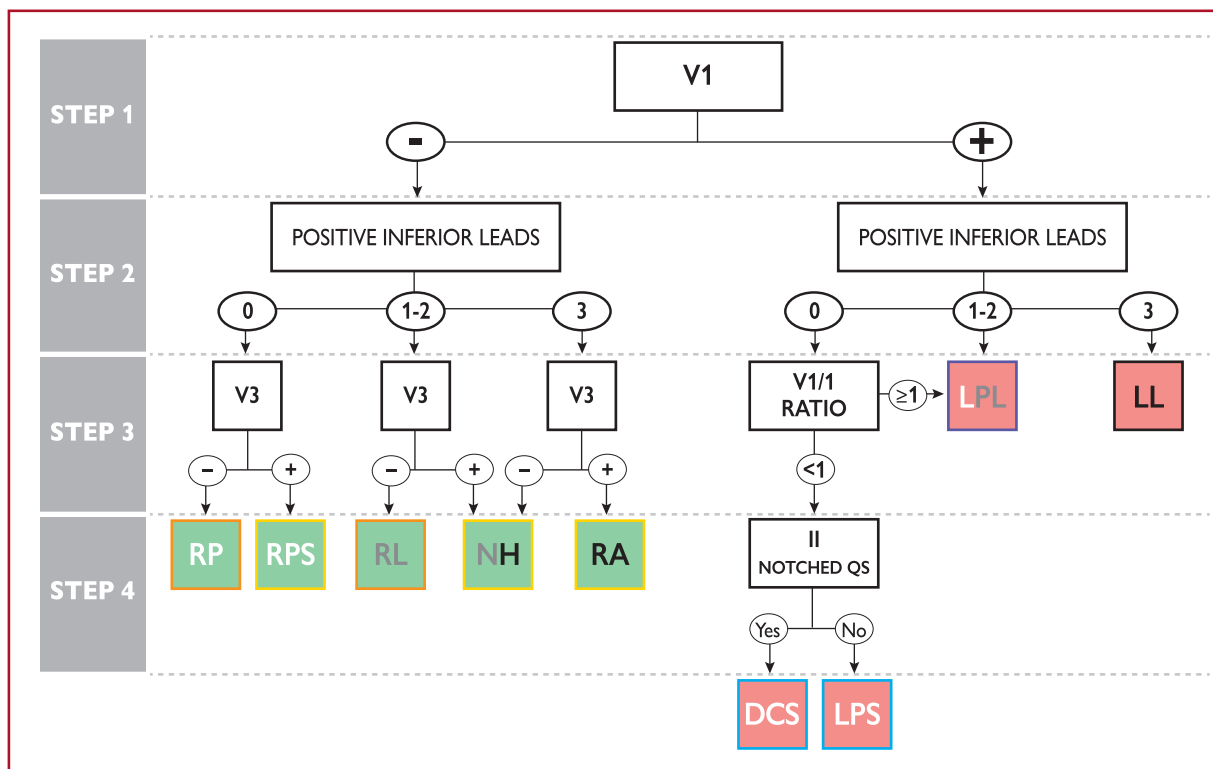 STEP 1
V1
-
+
STEP 2
POSITIVE INFERIOR LEADS
POSITIVE INFERIOR LEADS
0
1-2
3
0
1-2
3
STEP 3
V3
V3
V3
V1/1
RATIO
≥1
LPL
LL
-
+
-
+
-
+
<1
STEP 4
RP
RPS
RL
NH
RA
II
NOTCHED QS
Yes
No
DCS
LPS